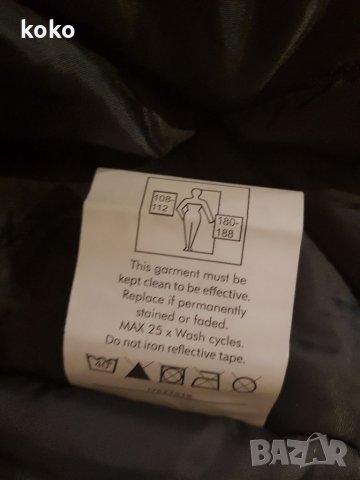 koko
108-
112
180-
188
This garment must be
kept clean to be effective.
Replace if permanently
stained or faded.
MAX 25 x Wash cycles.
Do not iron reflective tape.
40
BAZAR